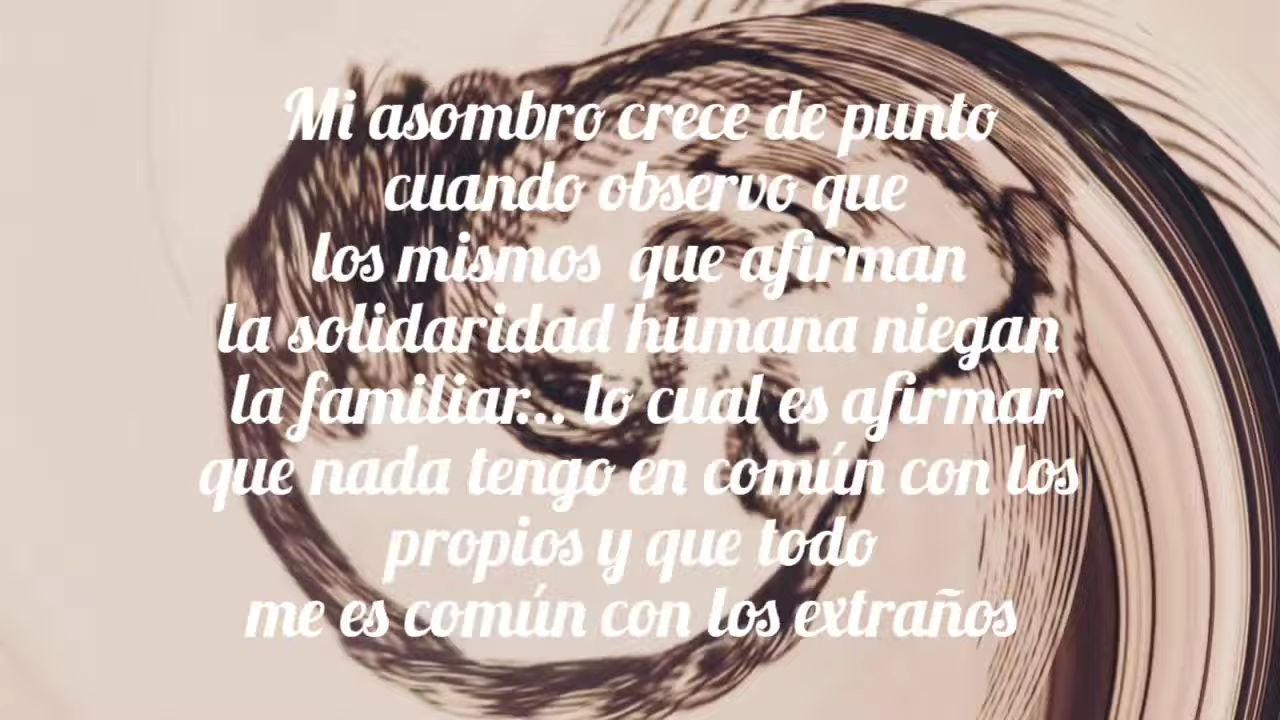 Mi asombro crece de punto
cuando observo que
los mismos que afirman
la solidaridad humana niegan
la familiar... lo cual es afirmar
que nada tengo en común con los
propios y que todo
me es común con los extraños